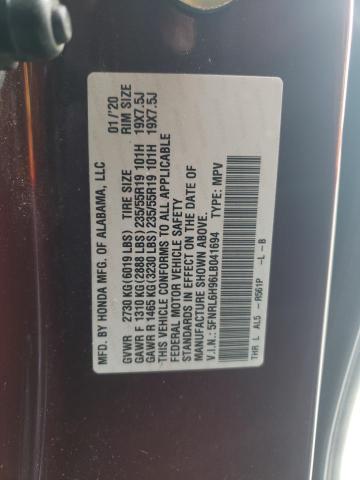 MFD. BY HONDA MFG. OF ALABAMA, LLC 01/'20
GVWR 2730 KG(6019 LBS) TIRE SIZE RIM SIZE
GAWR F 1310 KG(2888 LBS)235/55R19 101H 19X7.5J
GAWR R 1465 KG(3230 LBS)235/55R19 101H 19X7.5J
THIS VEHICLE CONFORMS TO ALL APPLICABLE
FEDERAL MOTOR VEHICLE SAFETY
STANDARDS IN EFFECT ON THE DATE OF
MANUFACTURE SHOWN ABOVE.
V.I.N.: 5FNRL6H96LB041694 TYPE: MPV
THR L AL5 -R561P -L -B